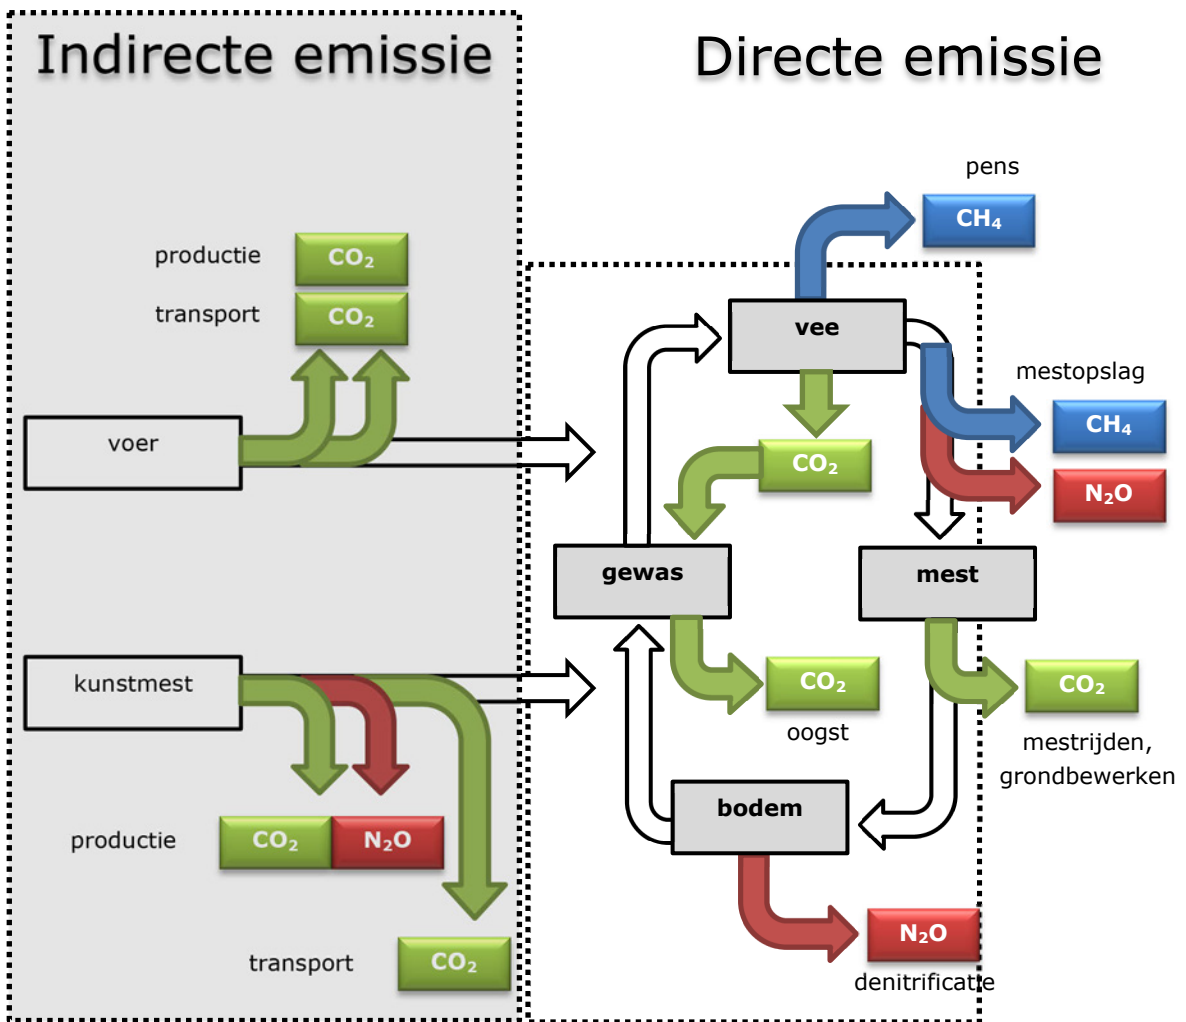 Indirecte emissie
Directe emissie
pens
CH₄
productie
CO₂
transport
CO₂
vee
mestopslag
CH₄
voer
CO₂
N₂O
gewas
mest
kunstmest
CO₂
oogst
CO₂
mestrijden,
grondbewerken
bodem
productie
CO₂
N₂O
N₂O
denitrificatie
transport
CO₂